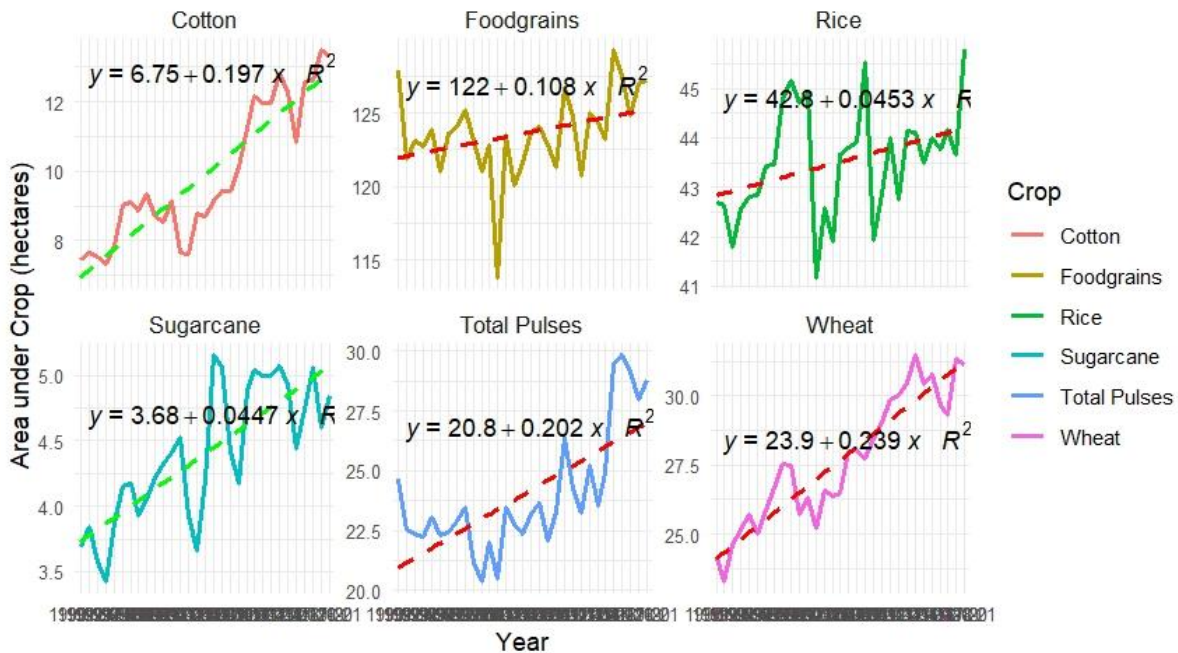 Cotton
Foodgrains
Rice
y = 6.75 + 0.197 x R²
y = 122 + 0.108 x R²
y = 42.8 + 0.0453 x R
12
10
8
125
120
115
45
44
43
42
41
Sugarcane
Total Pulses
Wheat
y = 3.68 + 0.0447 x R
y = 20.8 + 0.202 x R²
y = 23.9 + 0.239 x R²
5.0
4.5
4.0
3.5
30.0
27.5
25.0
22.5
20.0
30.0
27.5
25.0
Area under Crop (hectares)
Year
Crop
Cotton
Foodgrains
Rice
Sugarcane
Total Pulses
Wheat